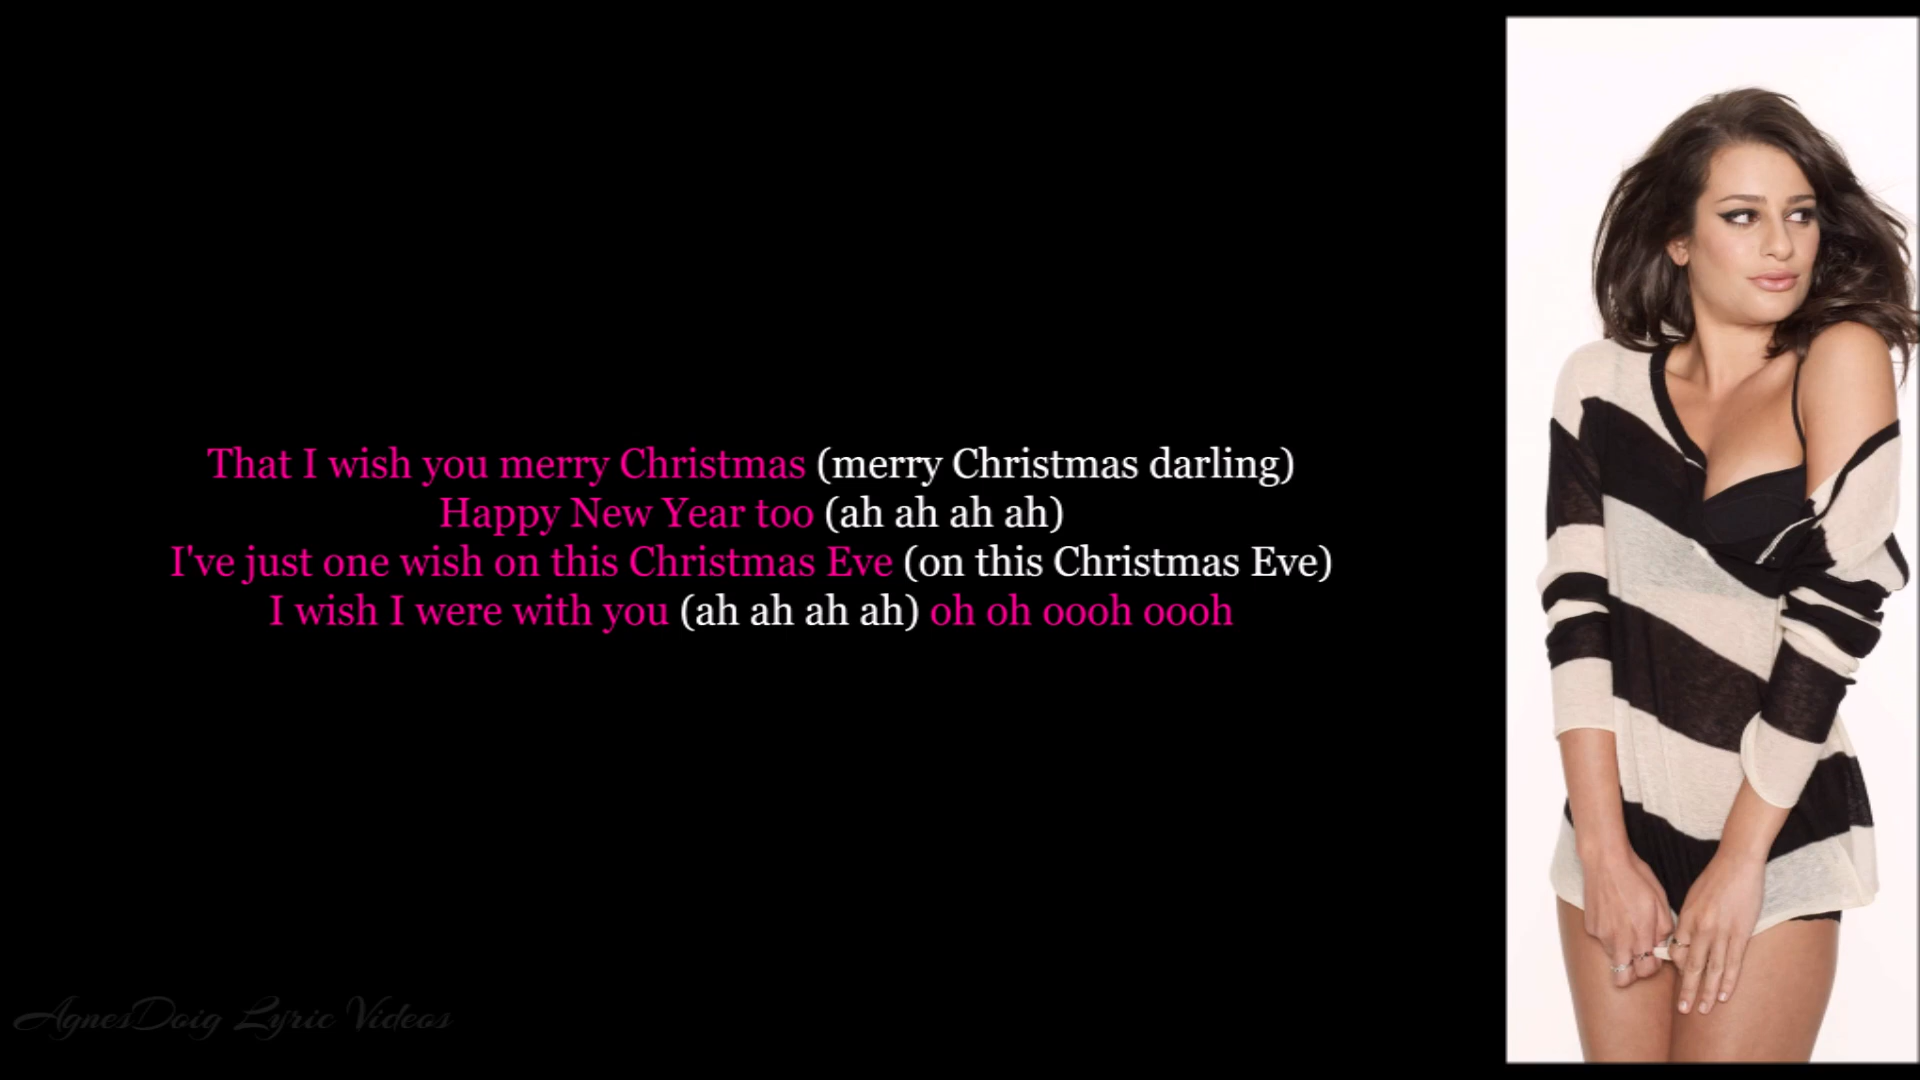 That I wish you merry Christmas (merry Christmas darling)
Happy New Year too (ah ah ah ah)
I've just one wish on this Christmas Eve (on this Christmas Eve)
I wish I were with you (ah ah ah ah) oh oh oooh oooh
AgnesDoig Lyric Videos